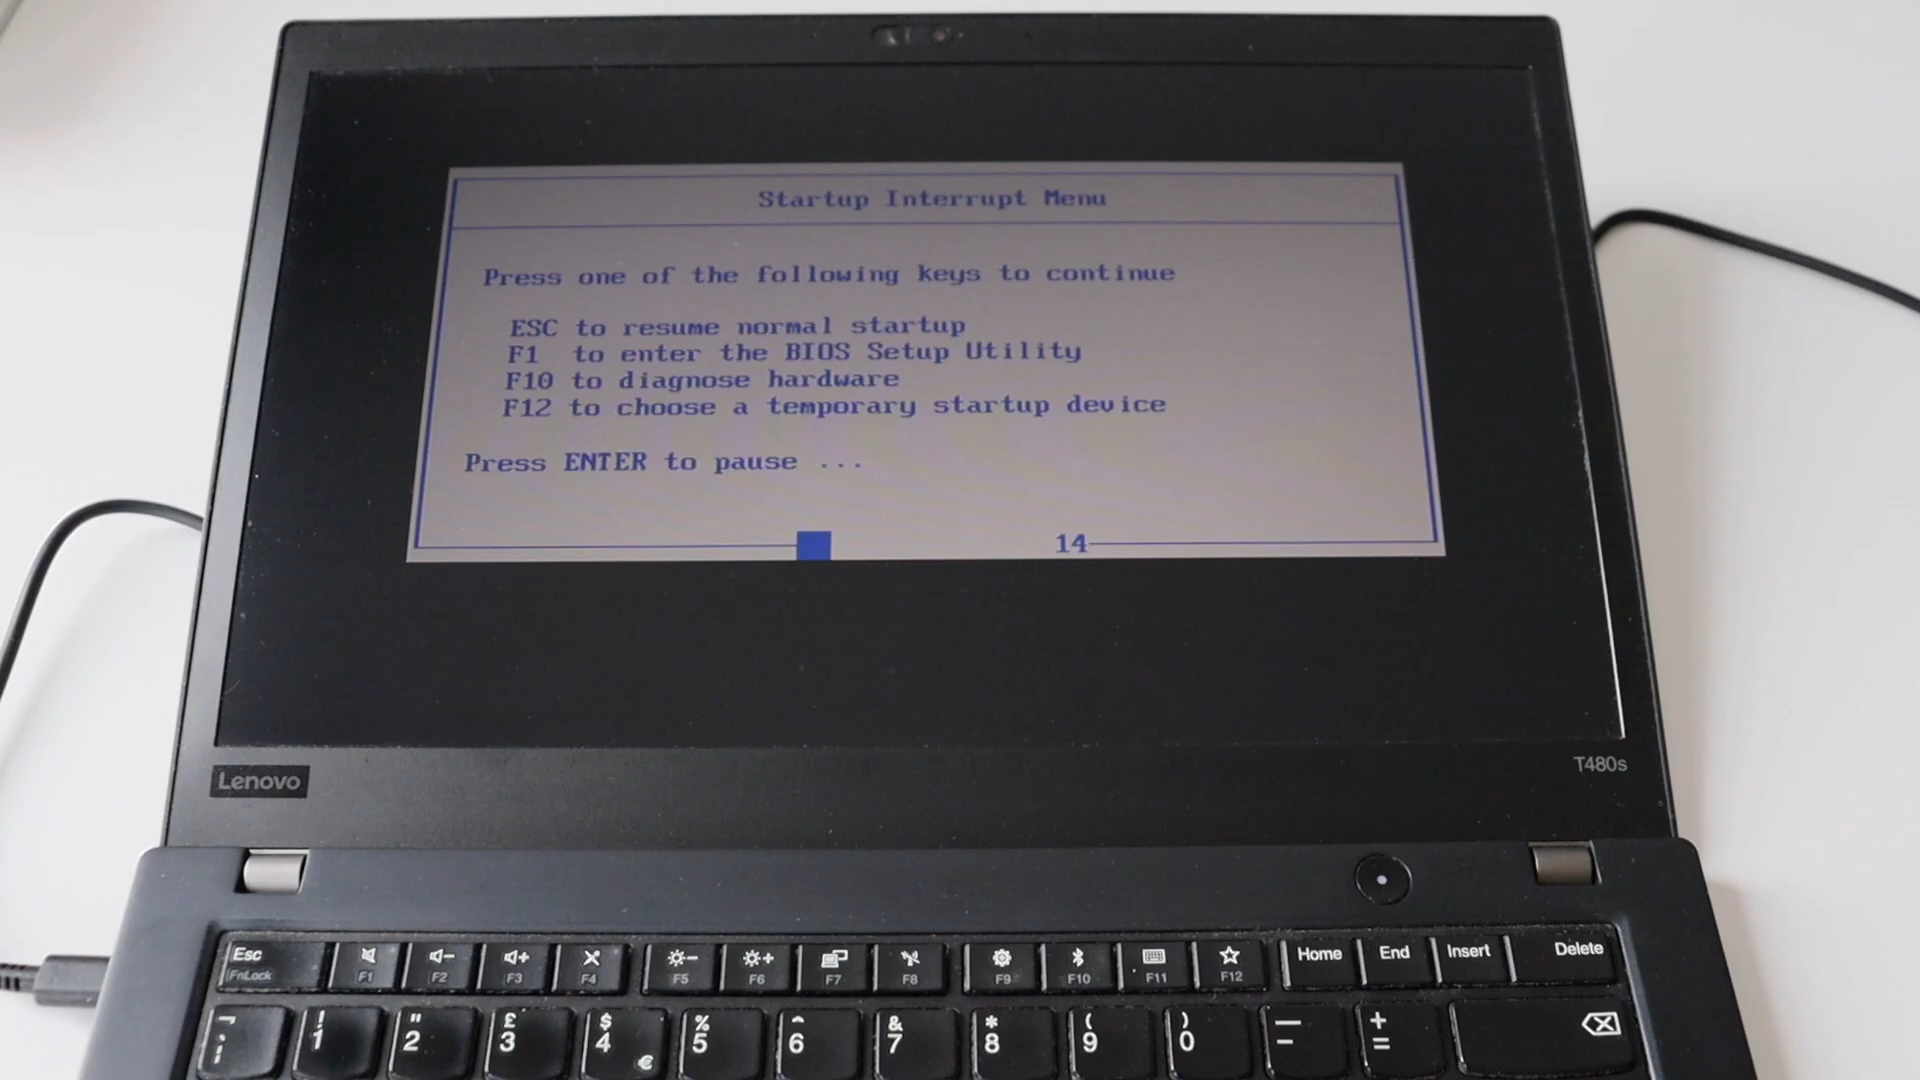 Startup Interrupt Menu
Press one of the following keys to continue
ESC to resume normal startup
F1 to enter the BIOS Setup Utility
F10 to diagnose hardware
F12 to choose a temporary startup device
Press ENTER to pause ...
14
Lenovo
T480s
Esc FnLock F1 F2 F3 F4 F5 F6 F7 F8 F9 F10 F11 F12 Home End Insert Delete
¬ ! " £ $ % ^ & * ( ) — +
1 2 3 4 € 5 6 7 8 9 0 - =